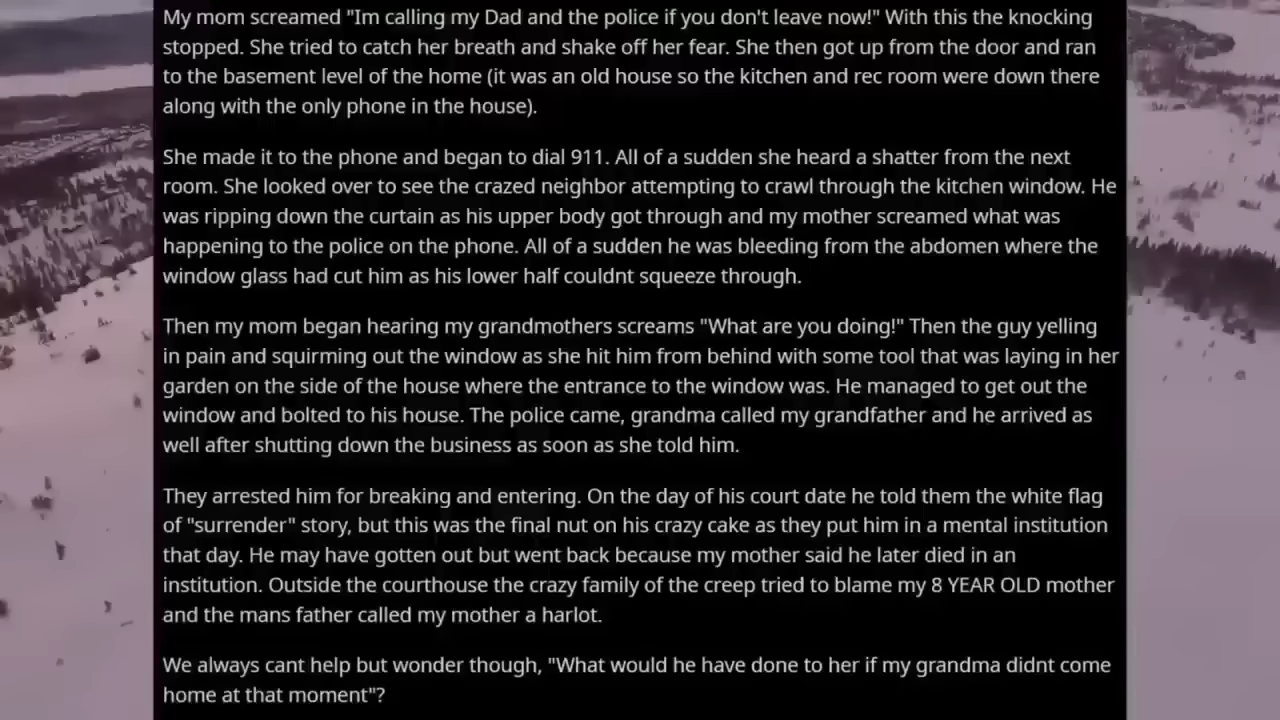 My mom screamed "Im calling my Dad and the police if you don't leave now!" With this the knocking
stopped. She tried to catch her breath and shake off her fear. She then got up from the door and ran
to the basement level of the home (it was an old house so the kitchen and rec room were down there
along with the only phone in the house).
She made it to the phone and began to dial 911. All of a sudden she heard a shatter from the next
room. She looked over to see the crazed neighbor attempting to crawl through the kitchen window. He
was ripping down the curtain as his upper body got through and my mother screamed what was
happening to the police on the phone. All of a sudden he was bleeding from the abdomen where the
window glass had cut him as his lower half couldnt squeeze through.
Then my mom began hearing my grandmothers screams "What are you doing!" Then the guy yelling
in pain and squirming out the window as she hit him from behind with some tool that was laying in her
garden on the side of the house where the entrance to the window was. He managed to get out the
window and bolted to his house. The police came, grandma called my grandfather and he arrived as
well after shutting down the business as soon as she told him.
They arrested him for breaking and entering. On the day of his court date he told them the white flag
of "surrender" story, but this was the final nut on his crazy cake as they put him in a mental institution
that day. He may have gotten out but went back because my mother said he later died in an
institution. Outside the courthouse the crazy family of the creep tried to blame my 8 YEAR OLD mother
and the mans father called my mother a harlot.
We always cant help but wonder though, "What would he have done to her if my grandma didnt come
home at that moment"?